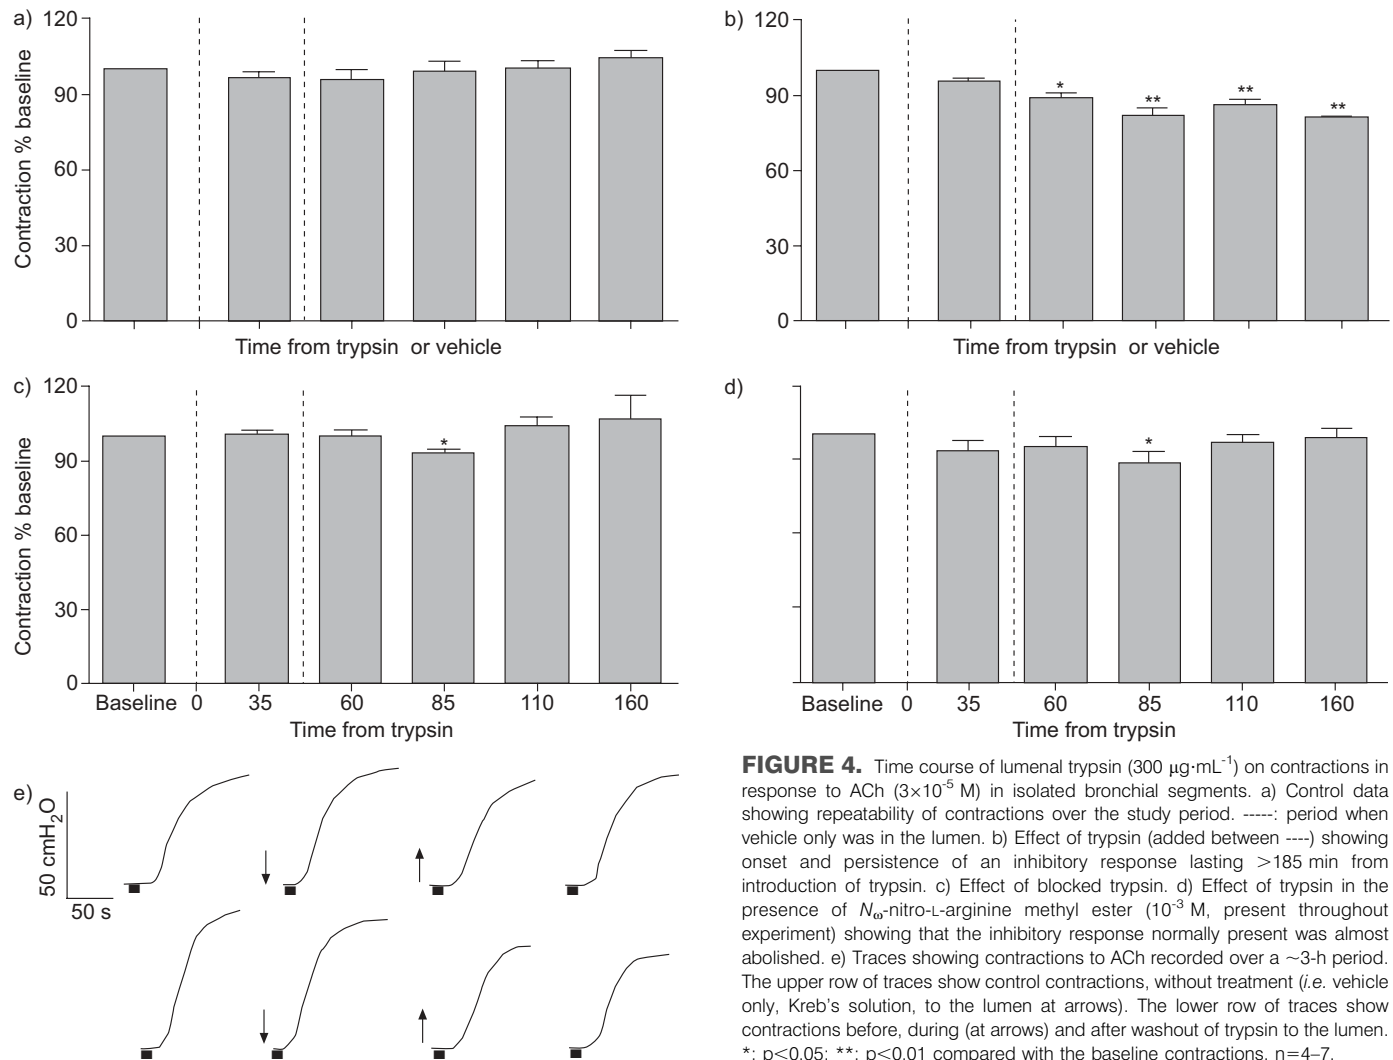 a)
120
90
60
30
0
Contraction % baseline
Time from trypsin or vehicle
b)
120
90
60
30
0
*
**
**
**
Time from trypsin or vehicle
c)
120
90
60
30
0
Contraction % baseline
*
Baseline 0 35 60 85 110 160
Time from trypsin
d)
*
Baseline 0 35 60 85 110 160
Time from trypsin
e)
50 cmH2O
50 s
FIGURE 4. Time course of lumenal trypsin (300 μg·mL-1) on contractions in
response to ACh (3×10-5 M) in isolated bronchial segments. a) Control data
showing repeatability of contractions over the study period. -----: period when
vehicle only was in the lumen. b) Effect of trypsin (added between ----) showing
onset and persistence of an inhibitory response lasting >185 min from
introduction of trypsin. c) Effect of blocked trypsin. d) Effect of trypsin in the
presence of Nω-nitro-L-arginine methyl ester (10-3 M, present throughout
experiment) showing that the inhibitory response normally present was almost
abolished. e) Traces showing contractions to ACh recorded over a ~3-h period.
The upper row of traces show control contractions, without treatment (i.e. vehicle
only, Kreb's solution, to the lumen at arrows). The lower row of traces show
contractions before, during (at arrows) and after washout of trypsin to the lumen.
*: p<0.05; **: p<0.01 compared with the baseline contractions. n=4–7.